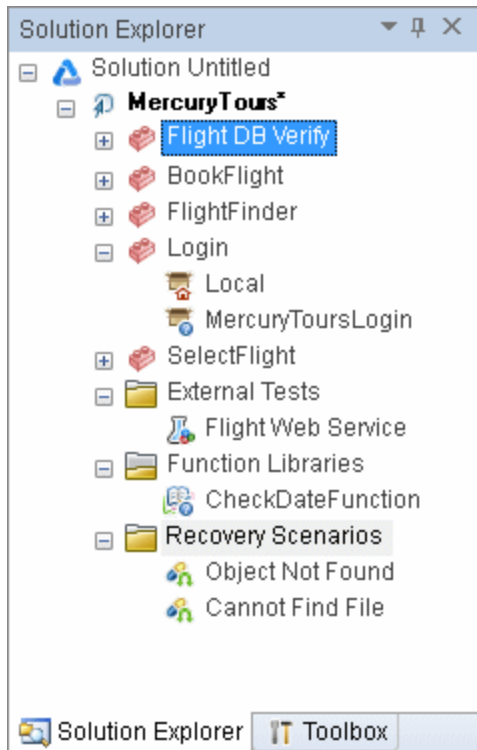 Solution Explorer
Solution Untitled
MercuryTours*
Flight DB Verify
BookFlight
FlightFinder
Login
Local
MercuryToursLogin
SelectFlight
External Tests
Flight Web Service
Function Libraries
CheckDateFunction
Recovery Scenarios
Object Not Found
Cannot Find File
Solution Explorer Toolbox